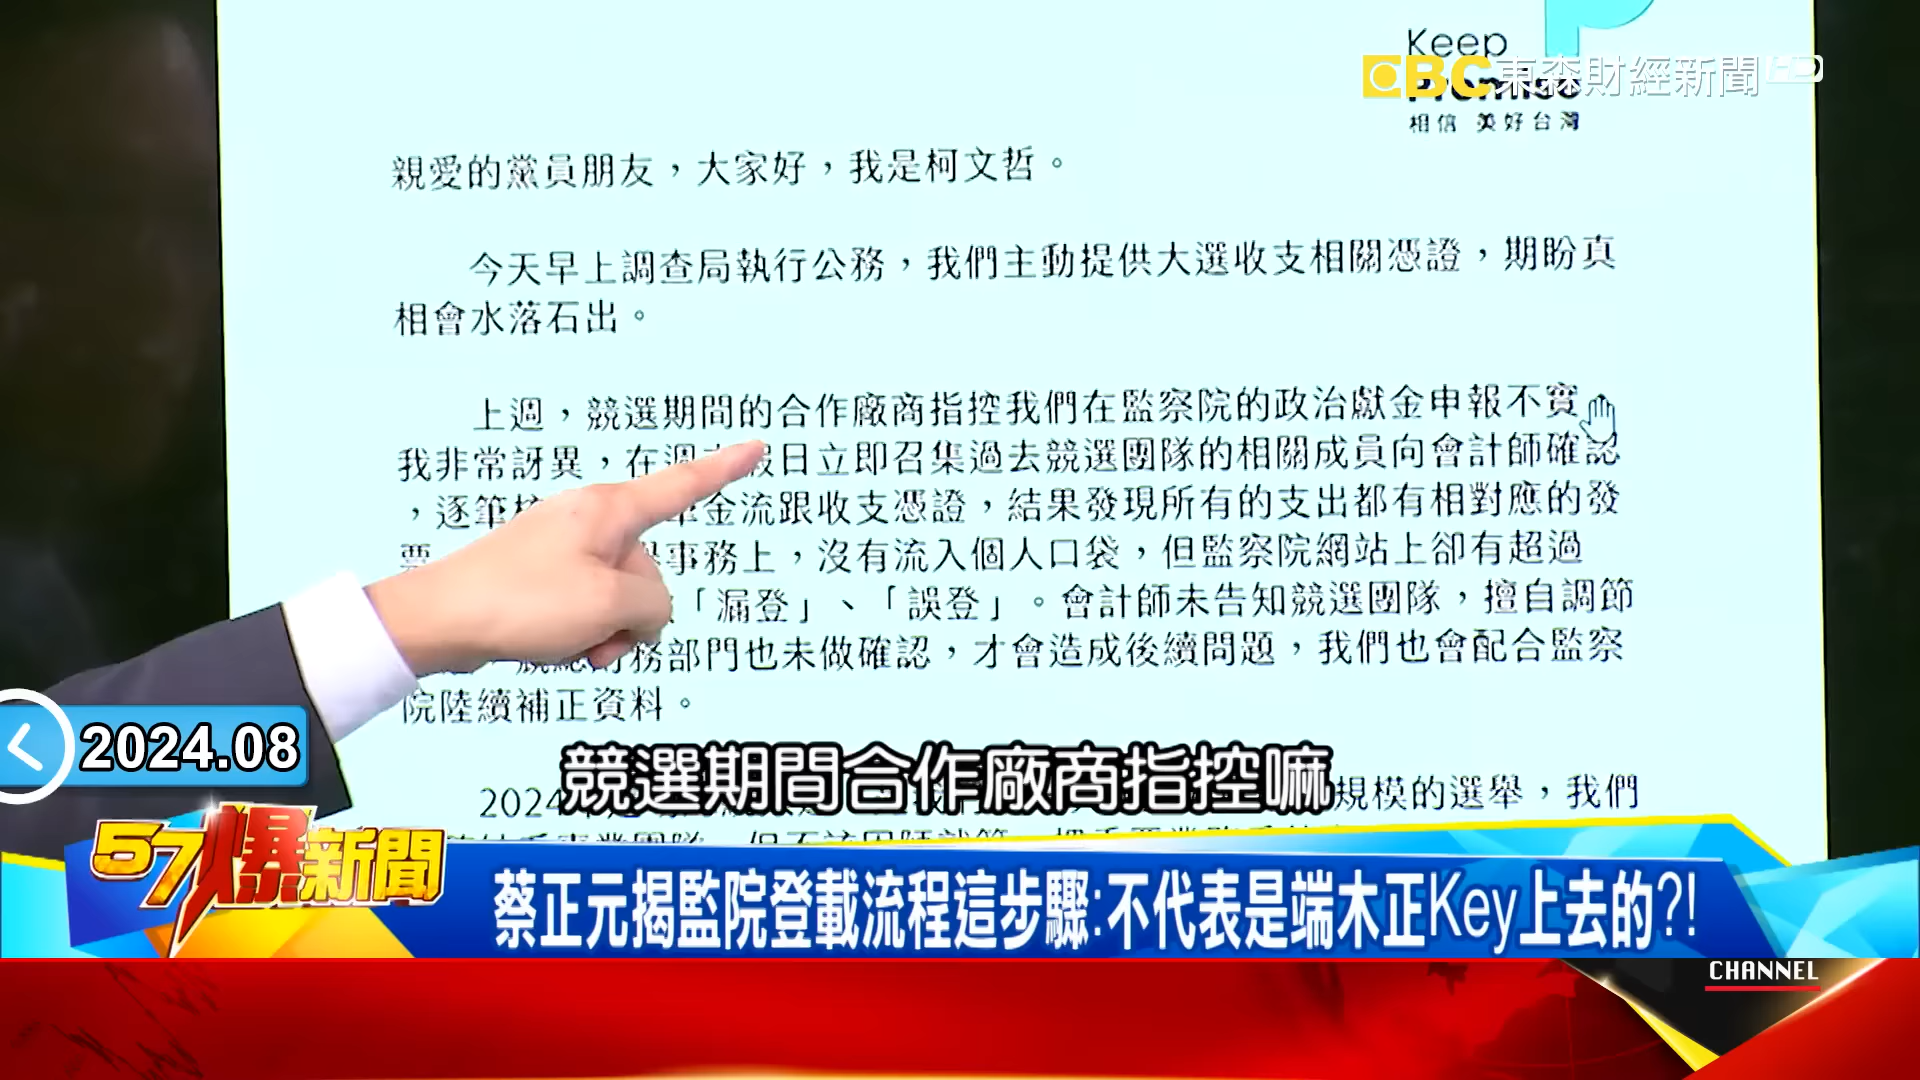 Keep
Promise
EBC 東森財經新聞 HD
相信 美好台灣
親愛的黨員朋友，大家好，我是柯文哲。
今天早上調查局執行公務，我們主動提供大選收支相關憑證，期盼真
相會水落石出。
上週，競選期間的合作廠商指控我們在監察院的政治獻金申報不實
我非常訝異，在週 假日立即召集過去競選團隊的相關成員向會計師確認
，逐筆 金流跟收支憑證，結果發現所有的支出都有相對應的發
票 事務上，沒有流入個人口袋，但監察院網站上卻有超過
「漏登」、「誤登」。會計師未告知競選團隊，擅自調節
務部門也未做確認，才會造成後續問題，我們也會配合監察
院陸續補正資料。
2024.08
競選期間合作廠商指控嘛
2024 規模的選舉，我們
57爆新聞
蔡正元揭監院登載流程這步驟:不代表是端木正Key上去的?!
CHANNEL